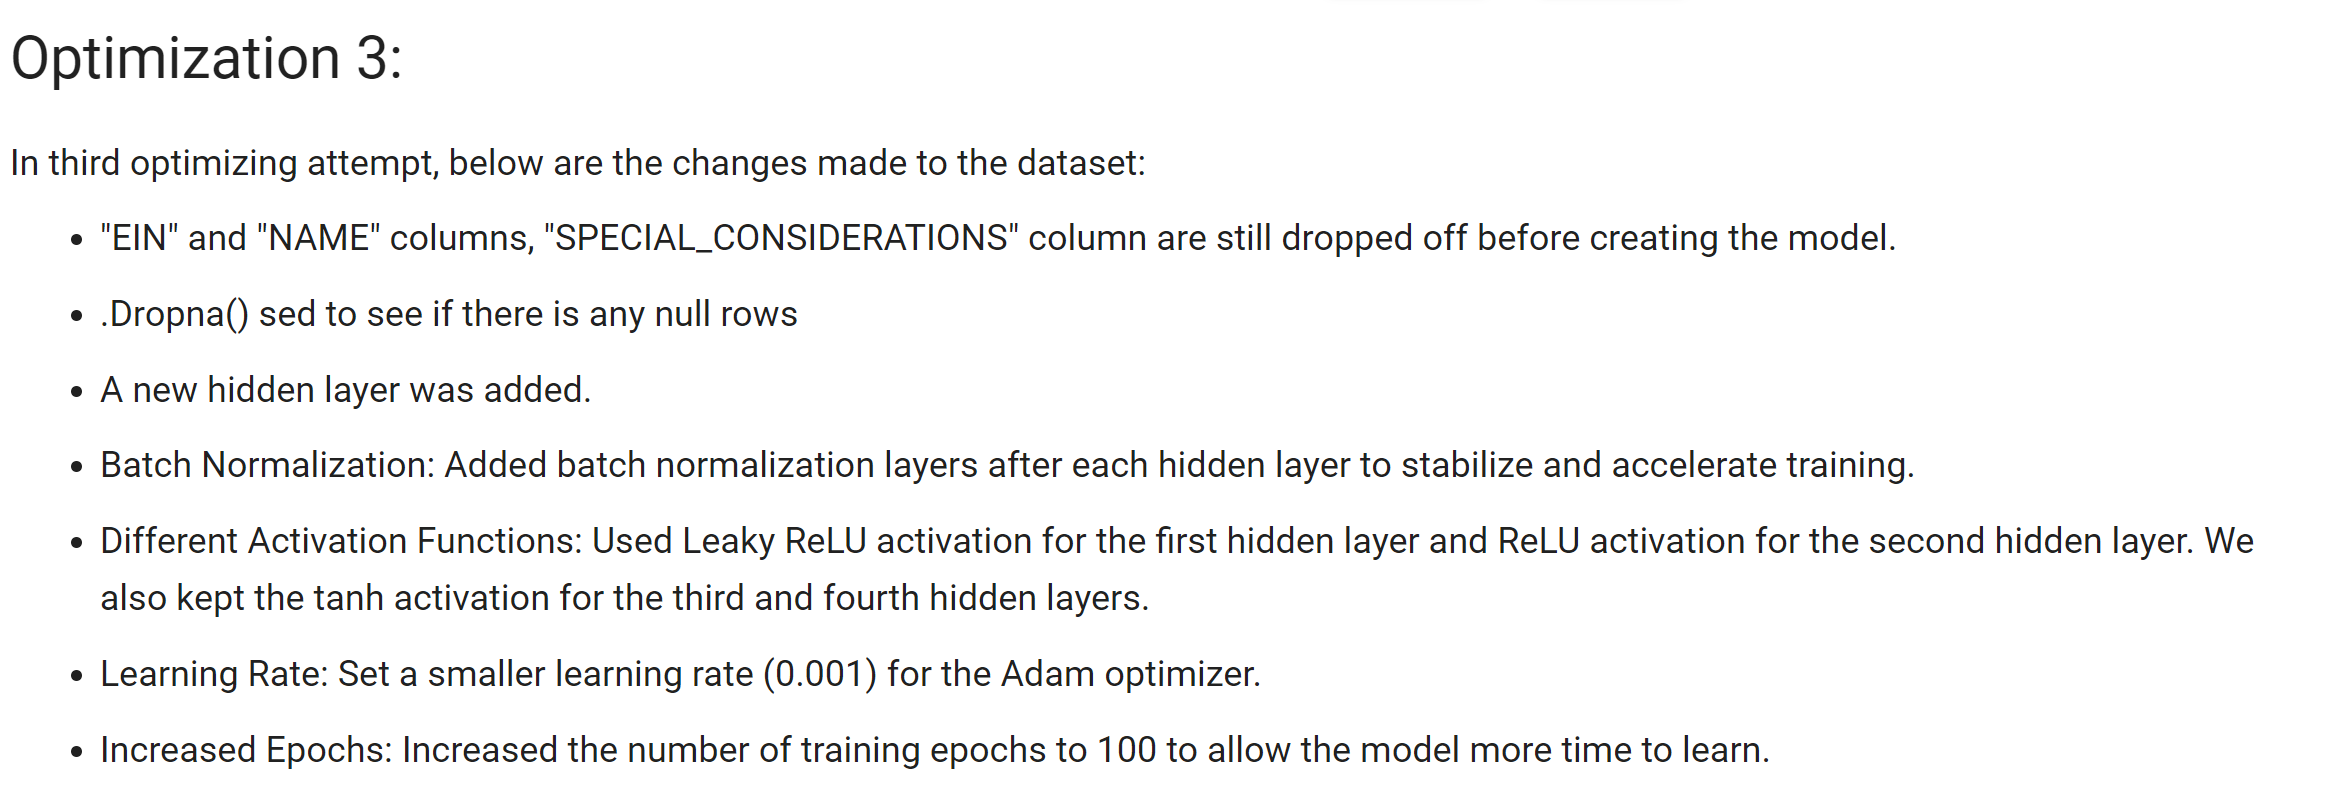 Optimization 3:
In third optimizing attempt, below are the changes made to the dataset:
• "EIN" and "NAME" columns, "SPECIAL_CONSIDERATIONS" column are still dropped off before creating the model.
• .Dropna() sed to see if there is any null rows
• A new hidden layer was added.
• Batch Normalization: Added batch normalization layers after each hidden layer to stabilize and accelerate training.
• Different Activation Functions: Used Leaky ReLU activation for the first hidden layer and ReLU activation for the second hidden layer. We
also kept the tanh activation for the third and fourth hidden layers.
• Learning Rate: Set a smaller learning rate (0.001) for the Adam optimizer.
• Increased Epochs: Increased the number of training epochs to 100 to allow the model more time to learn.